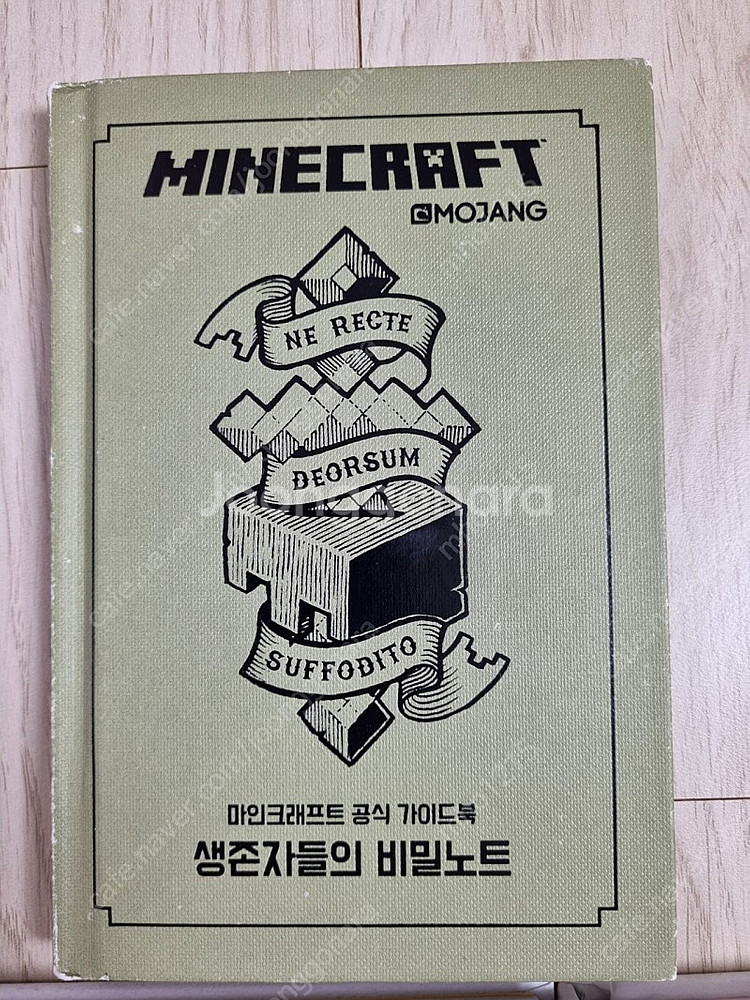 MINECRAFT
MOJANG
NE RECTE
DEORSUM
Joonggonara
SUFFODITO
마인크래프트 공식 가이드북
생존자들의 비밀노트